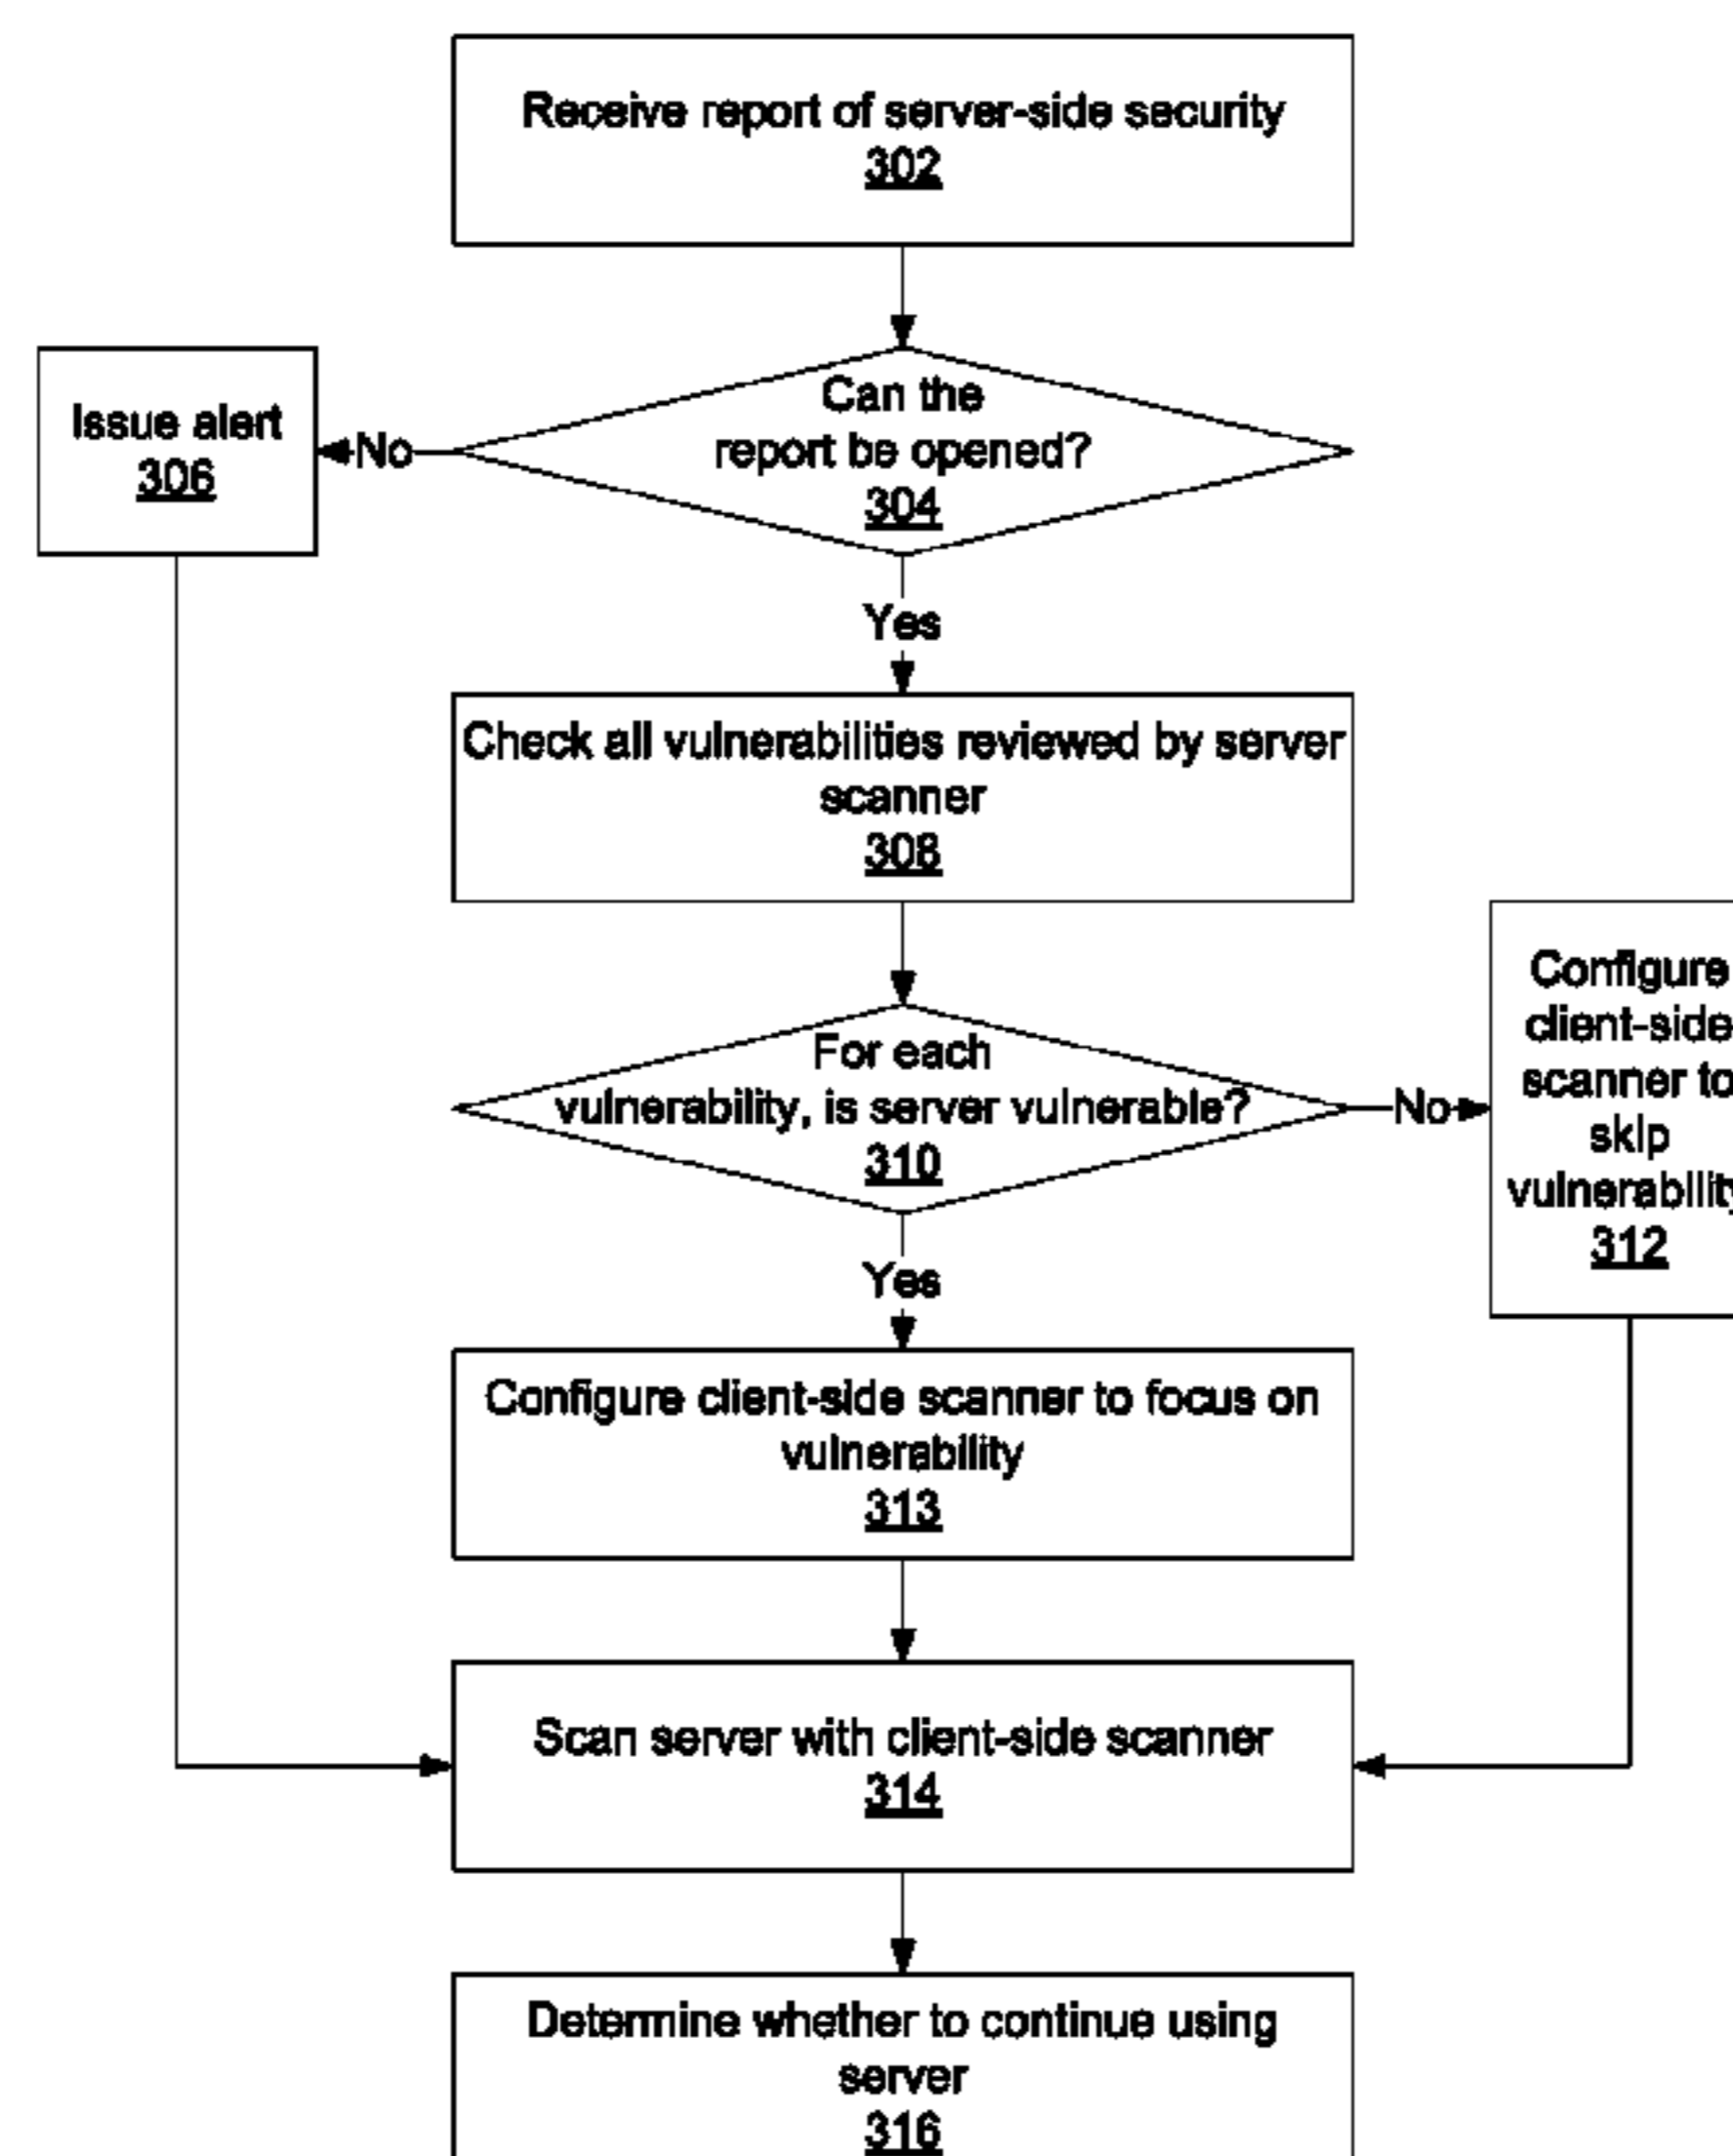 Receive report of server-side security
302
Can the
report be opened?
304
No
Issue alert
306
Yes
Check all vulnerabilities reviewed by server
scanner
308
For each
vulnerability, is server vulnerable?
310
No
Configure
client-side
scanner to
skip
vulnerability
312
Yes
Configure client-side scanner to focus on
vulnerability
313
Scan server with client-side scanner
314
Determine whether to continue using
server
316